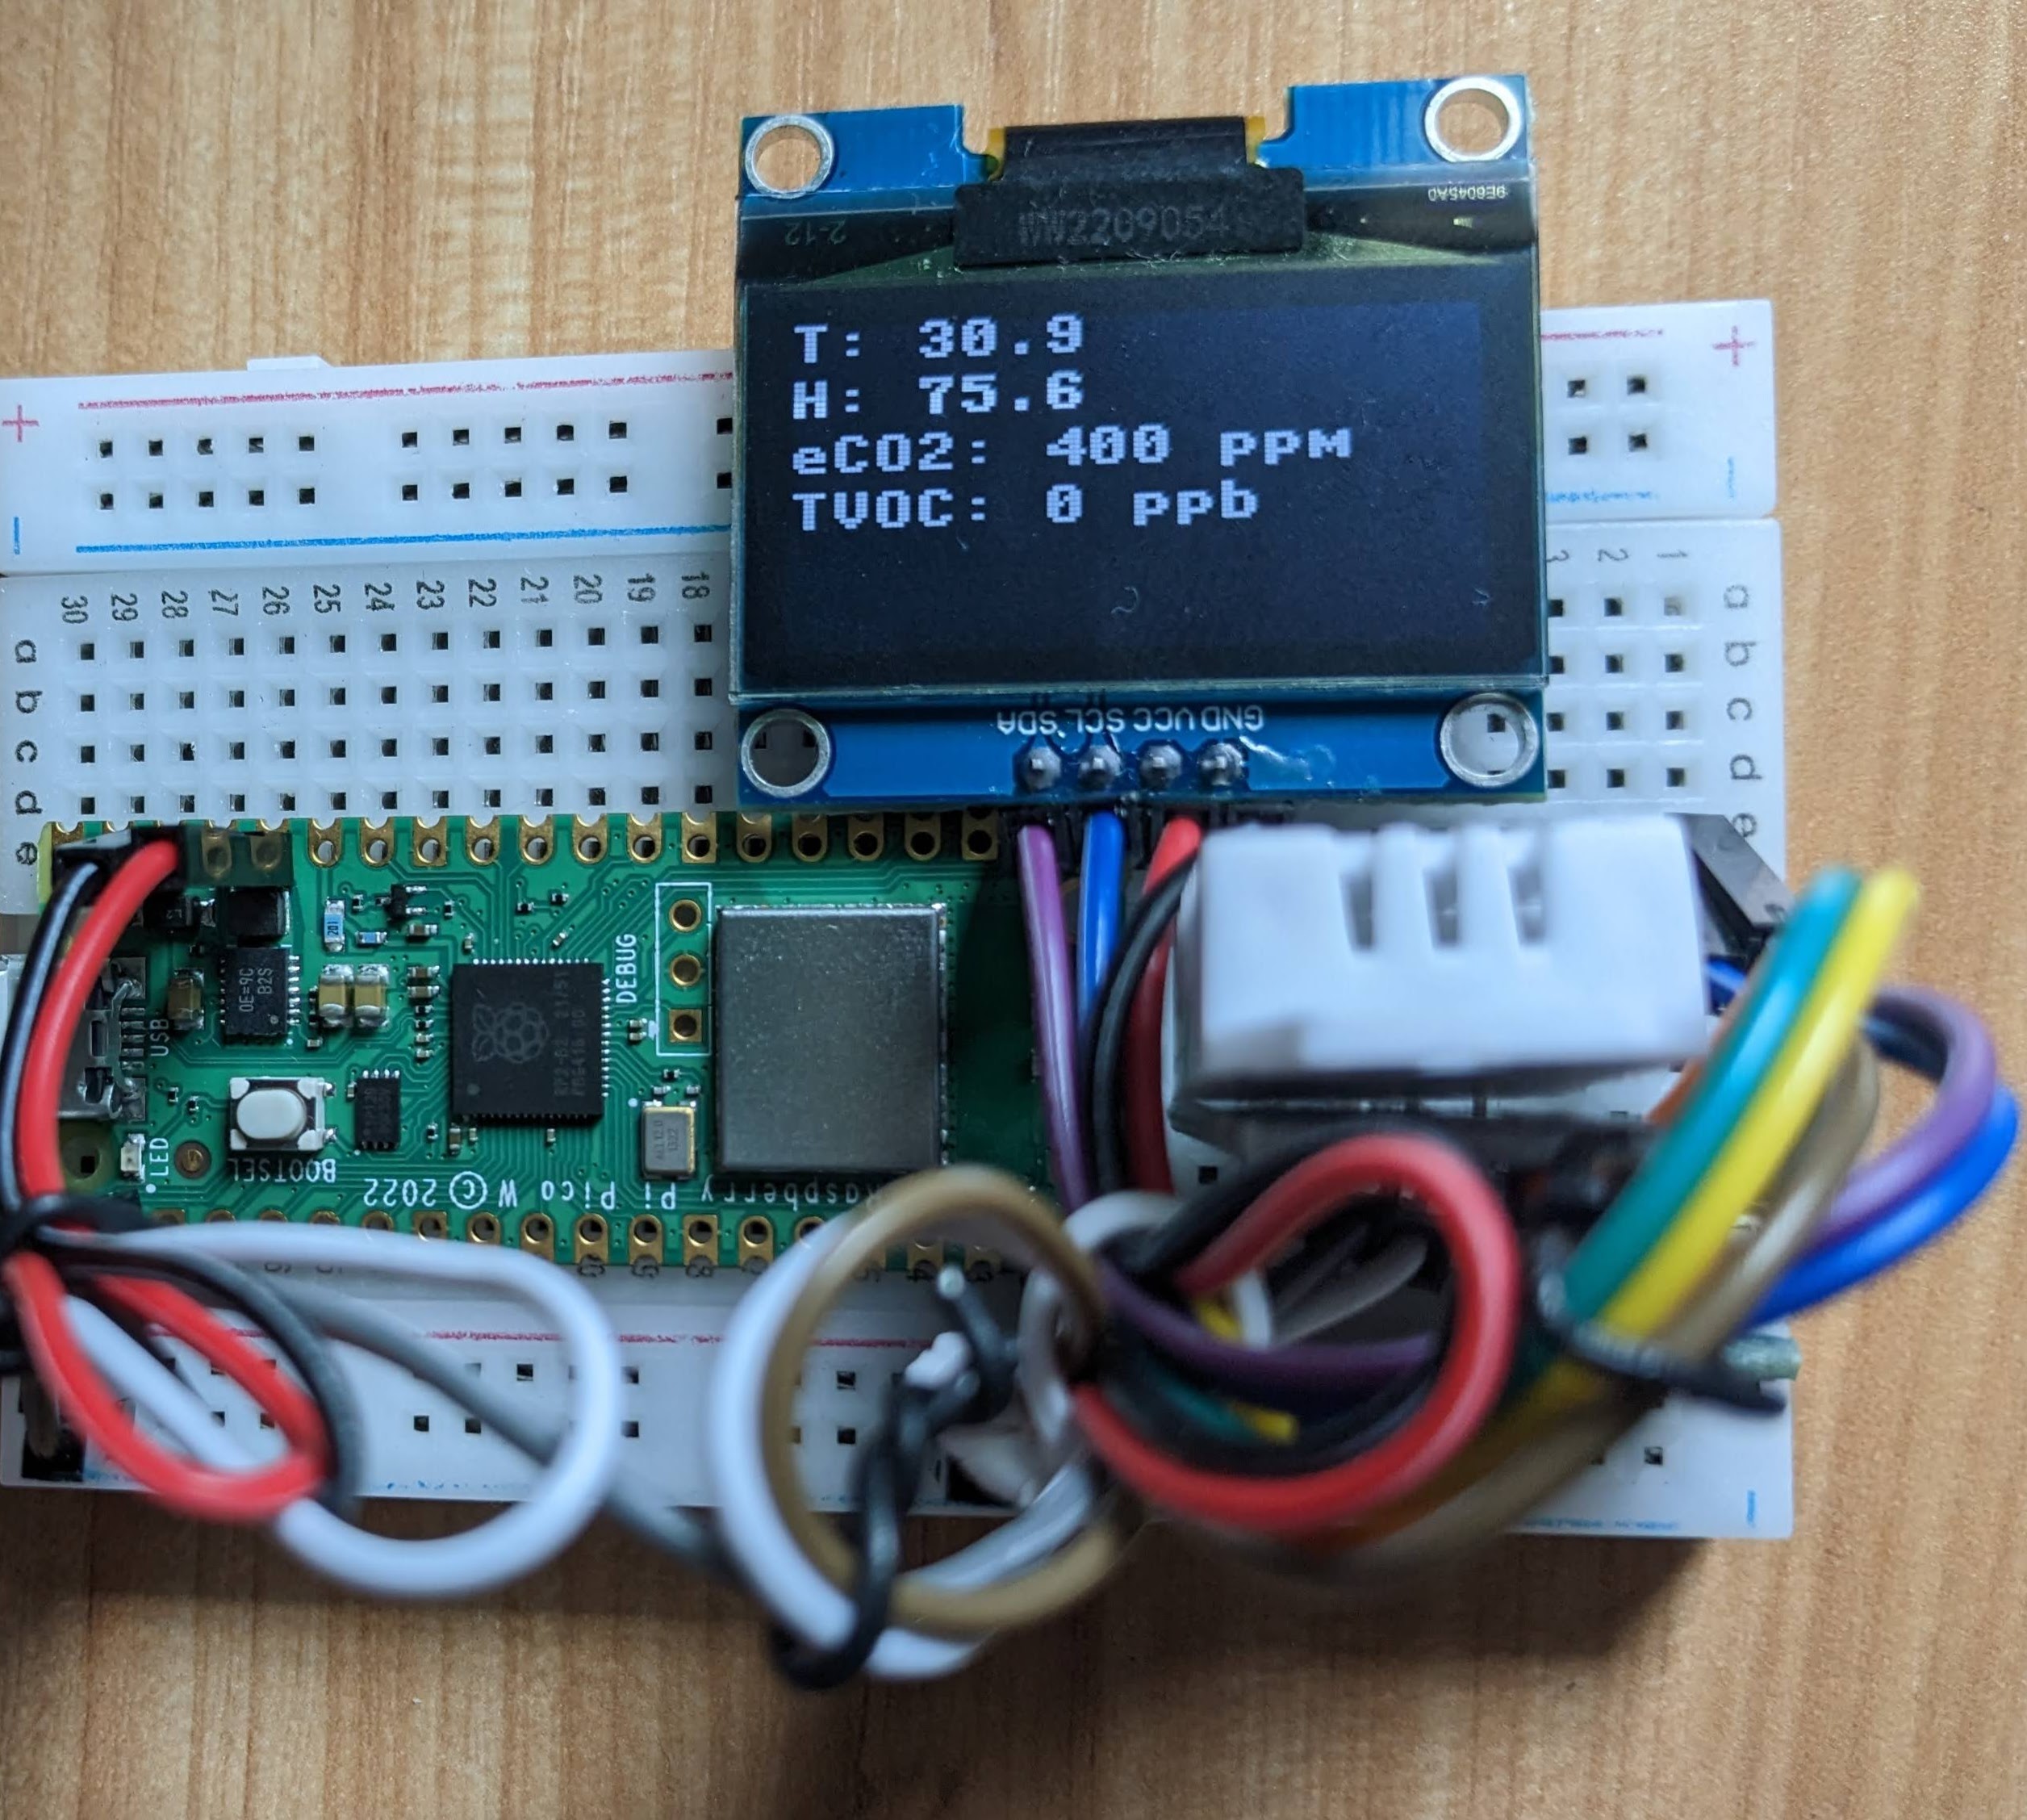 WW2209054
9E6045A0
2-12
T: 30.9
H: 75.6
eCO2: 400 ppm
TVOC: 0 ppb
GND VCC SCL SDA
+
+
30 29 28 27 26 25 24 23 22 21 20 19 18 3 2 1
a a
b b
c c
d d
e e
DEBUG
USB
LED
BOOTSEL
Raspberry Pi Pico W © 2022